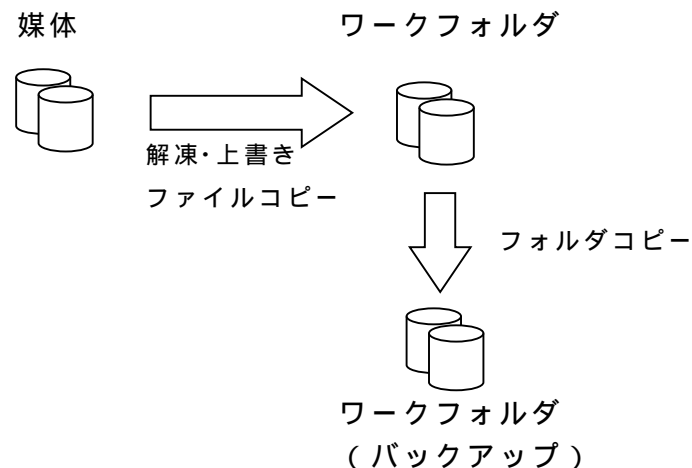 媒体
ワークフォルダ
解凍・上書き
ファイルコピー
フォルダコピー
ワークフォルダ
(バックアップ)